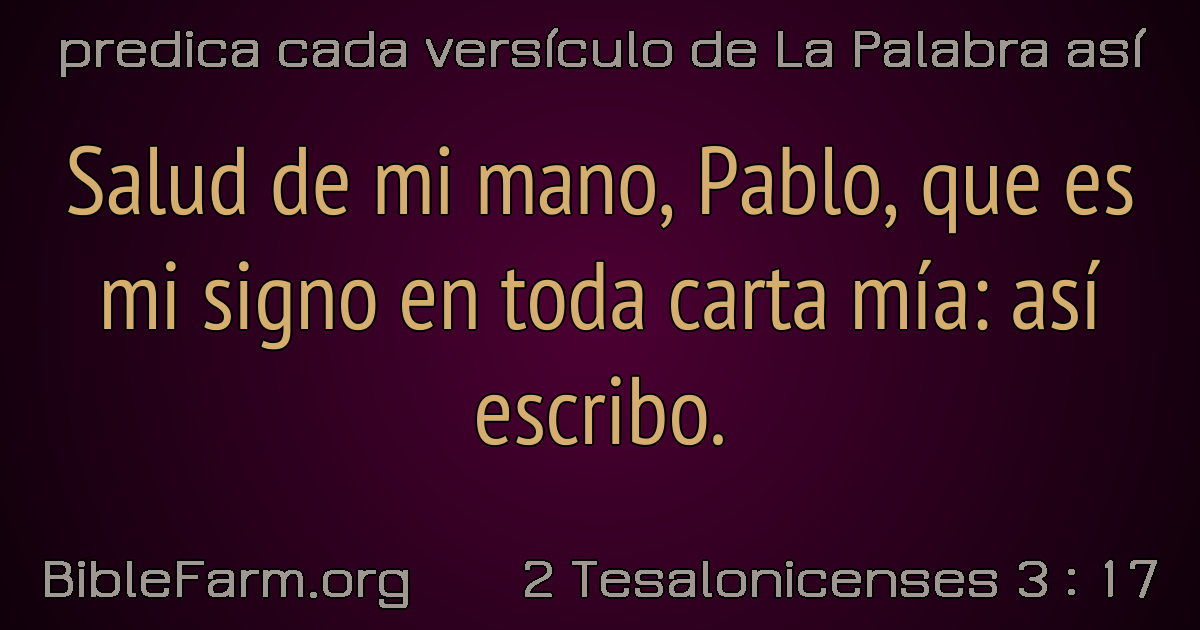 predica cada versículo de La Palabra así
Salud de mi mano, Pablo, que es
mi signo en toda carta mía: así
escribo.
BibleFarm.org 2 Tesalonicenses 3 : 17